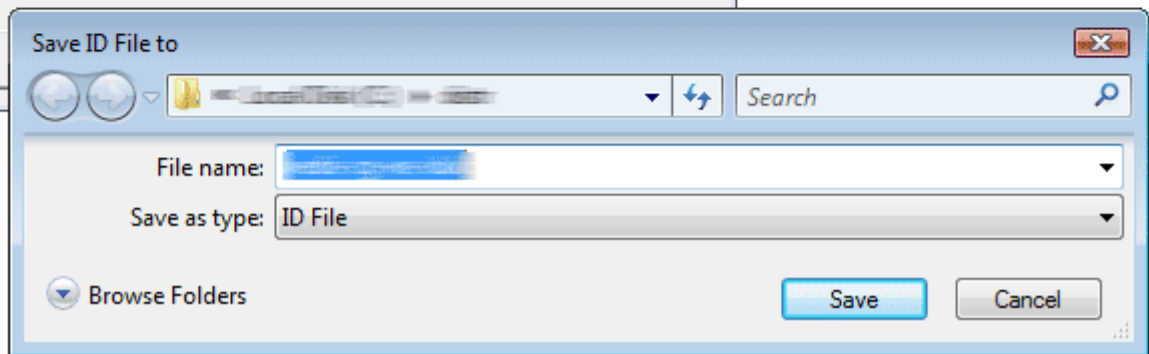 Save ID File to
Search
File name:
Save as type: ID File
Browse Folders
Save Cancel